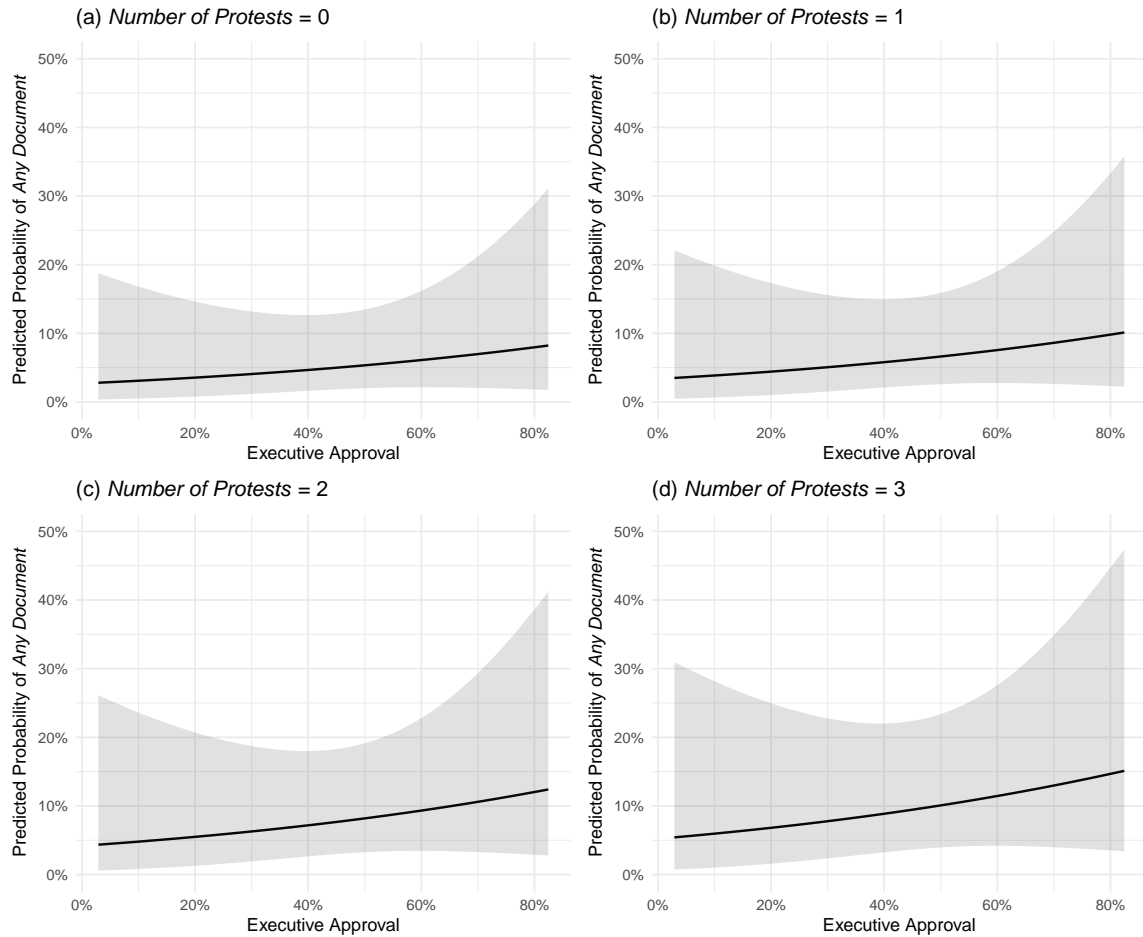 (a) Number of Protests = 0
Predicted Probability of Any Document
50%
40%
30%
20%
10%
0%
0% 20% 40% 60% 80%
Executive Approval
(b) Number of Protests = 1
Predicted Probability of Any Document
50%
40%
30%
20%
10%
0%
0% 20% 40% 60% 80%
Executive Approval
(c) Number of Protests = 2
Predicted Probability of Any Document
50%
40%
30%
20%
10%
0%
0% 20% 40% 60% 80%
Executive Approval
(d) Number of Protests = 3
Predicted Probability of Any Document
50%
40%
30%
20%
10%
0%
0% 20% 40% 60% 80%
Executive Approval